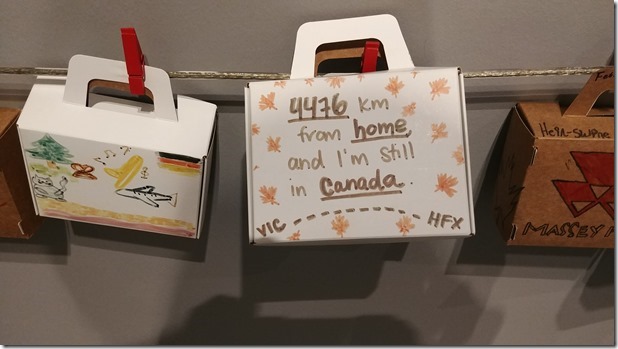 4476 km
from home,
and I'm still
in Canada.
VIC HFX
MASSEY